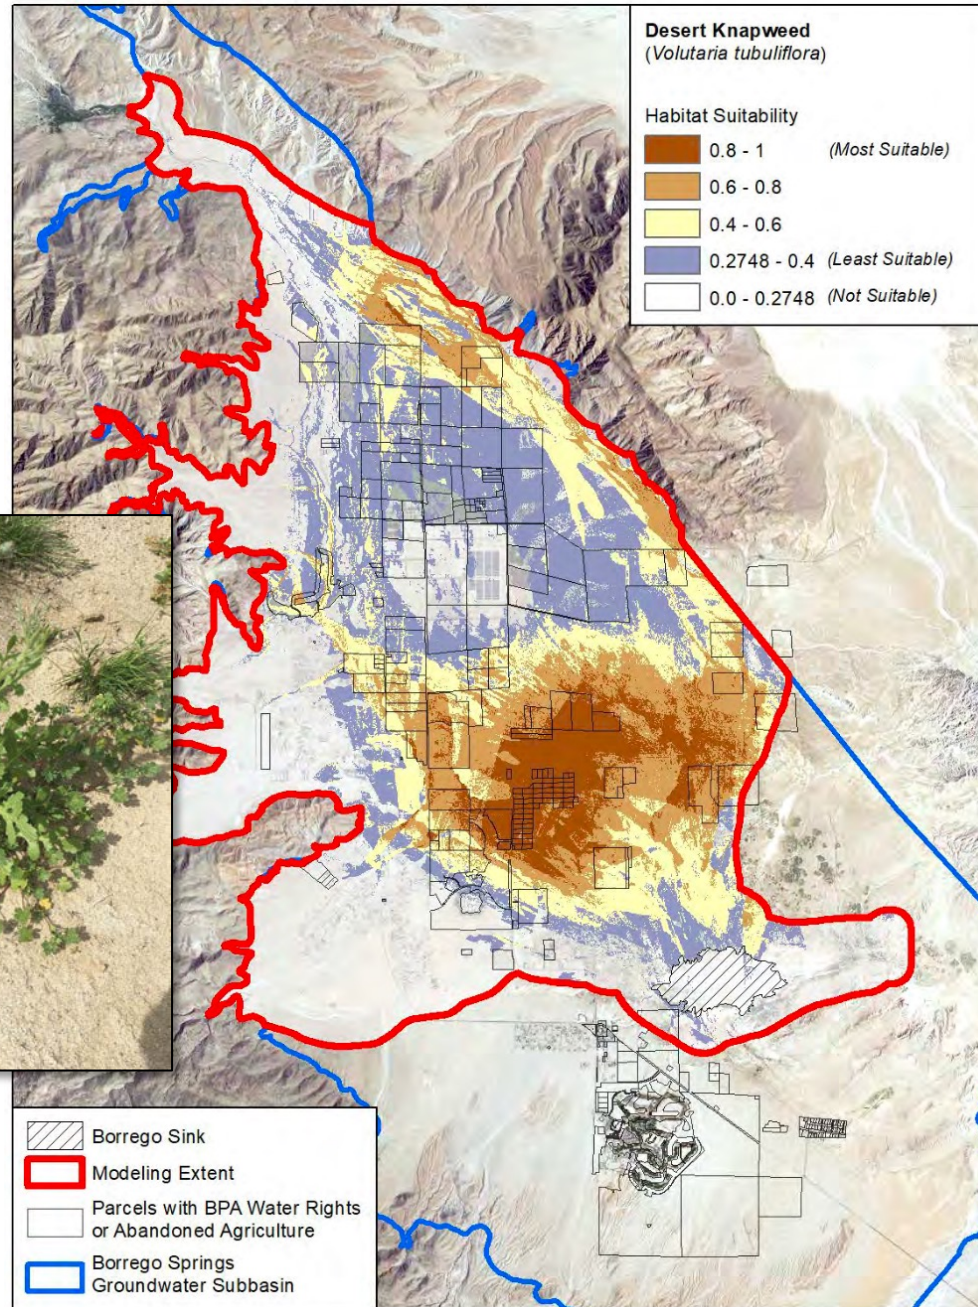 Desert Knapweed
(Volutaria tubuliflora)
Habitat Suitability
0.8 - 1 (Most Suitable)
0.6 - 0.8
0.4 - 0.6
0.2748 - 0.4 (Least Suitable)
0.0 - 0.2748 (Not Suitable)
Borrego Sink
Modeling Extent
Parcels with BPA Water Rights
or Abandoned Agriculture
Borrego Springs
Groundwater Subbasin